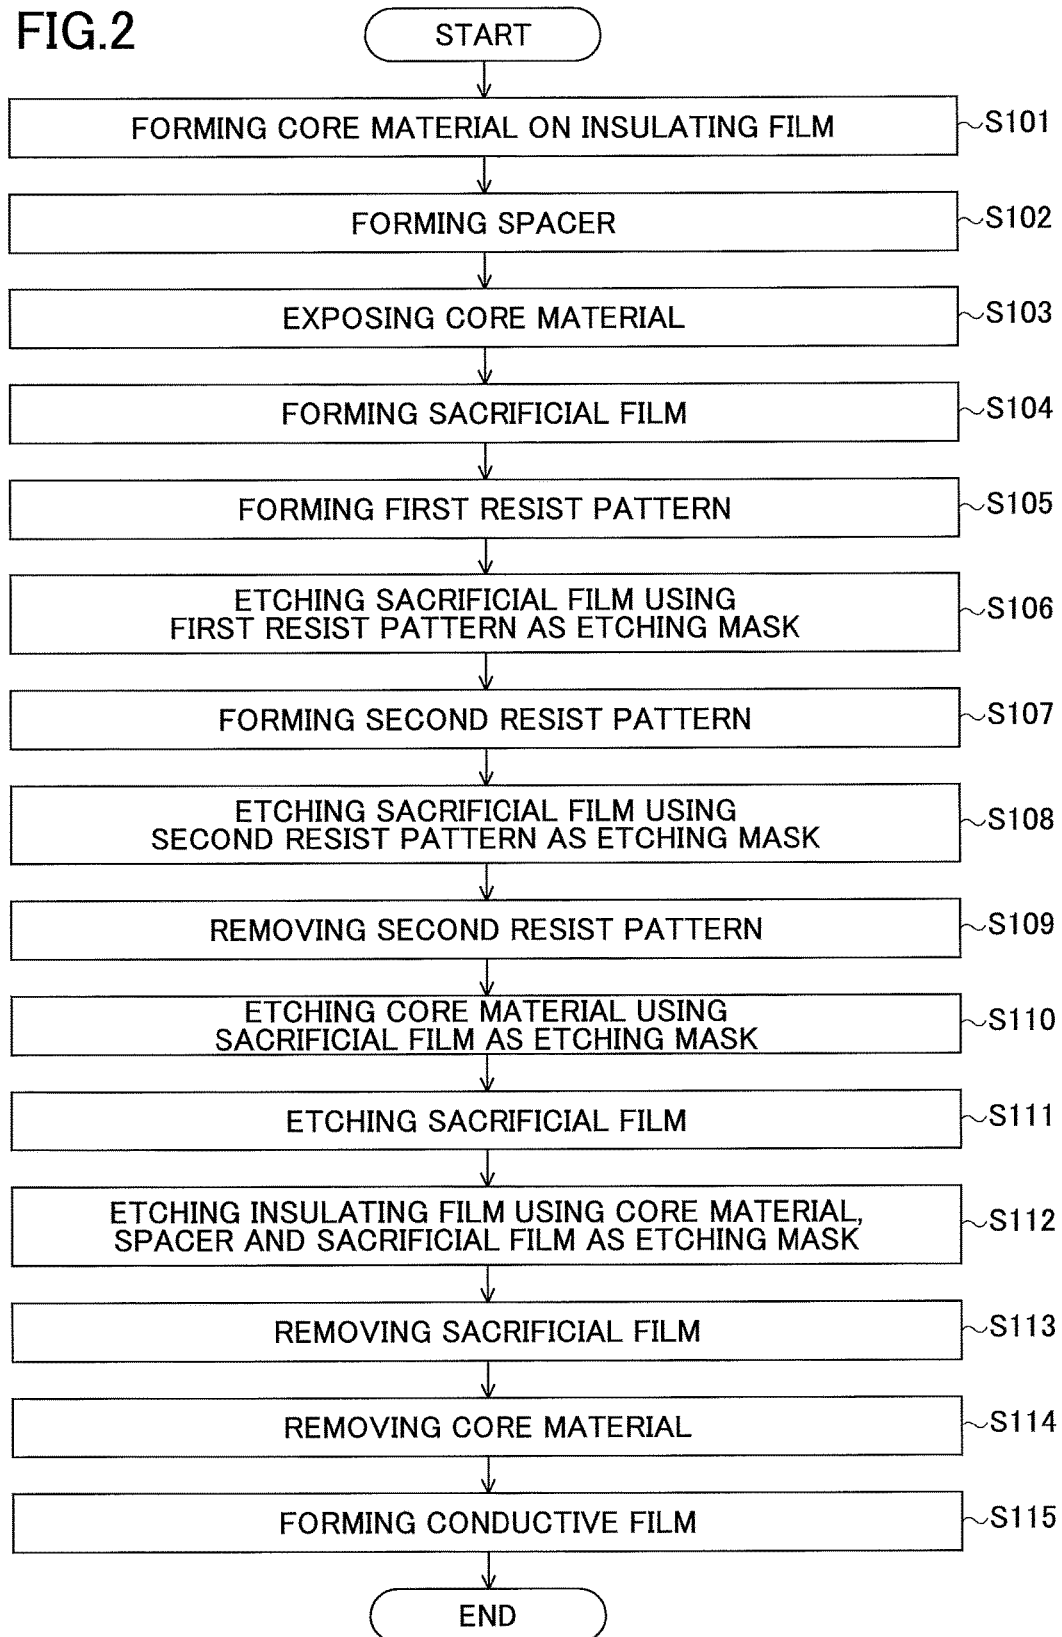 FIG.2
START
FORMING CORE MATERIAL ON INSULATING FILM
S101
FORMING SPACER
S102
EXPOSING CORE MATERIAL
S103
FORMING SACRIFICIAL FILM
S104
FORMING FIRST RESIST PATTERN
S105
ETCHING SACRIFICIAL FILM USING
FIRST RESIST PATTERN AS ETCHING MASK
S106
FORMING SECOND RESIST PATTERN
S107
ETCHING SACRIFICIAL FILM USING
SECOND RESIST PATTERN AS ETCHING MASK
S108
REMOVING SECOND RESIST PATTERN
S109
ETCHING CORE MATERIAL USING
SACRIFICIAL FILM AS ETCHING MASK
S110
ETCHING SACRIFICIAL FILM
S111
ETCHING INSULATING FILM USING CORE MATERIAL,
SPACER AND SACRIFICIAL FILM AS ETCHING MASK
S112
REMOVING SACRIFICIAL FILM
S113
REMOVING CORE MATERIAL
S114
FORMING CONDUCTIVE FILM
S115
END